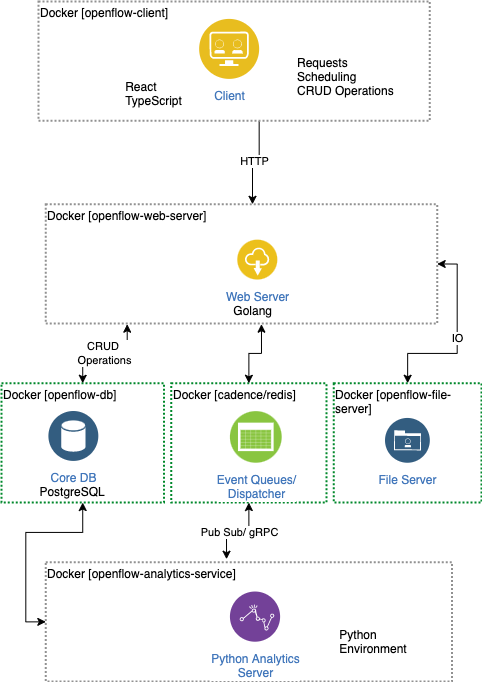 Docker [openflow-client]
Requests
Scheduling
CRUD Operations
React
TypeScript
Client
HTTP
Docker [openflow-web-server]
Web Server
Golang
CRUD
Operations
IO
Docker [openflow-db]
Core DB
PostgreSQL
Docker [cadence/redis]
Event Queues/
Dispatcher
Docker [openflow-file-
server]
File Server
Pub Sub/ gRPC
Docker [openflow-analytics-service]
Python Analytics
Server
Python
Environment